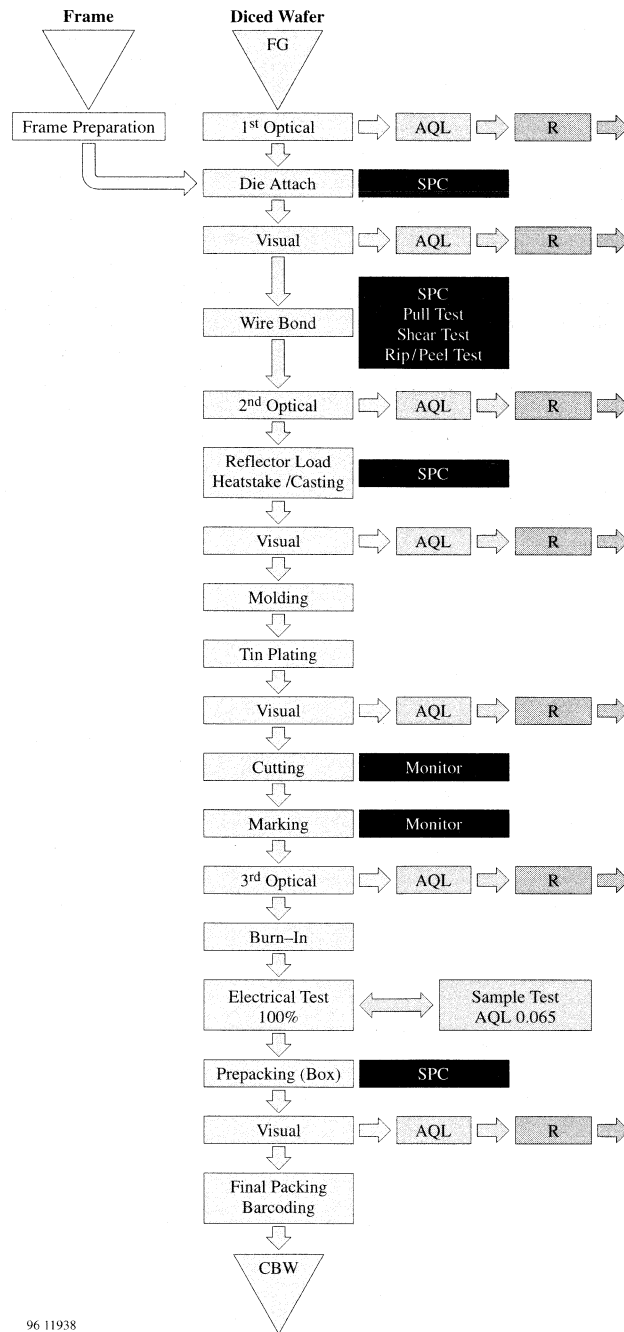 Frame
Diced Wafer
FG
Frame Preparation
1st Optical
AQL
R
Die Attach
SPC
Visual
AQL
R
Wire Bond
SPC
Pull Test
Shear Test
Rip/Peel Test
2nd Optical
AQL
R
Reflector Load
Heatstake /Casting
SPC
Visual
AQL
R
Molding
Tin Plating
Visual
AQL
R
Cutting
Monitor
Marking
Monitor
3rd Optical
AQL
R
Burn–In
Electrical Test
100%
Sample Test
AQL 0.065
Prepacking (Box)
SPC
Visual
AQL
R
Final Packing
Barcoding
CBW
96 11938